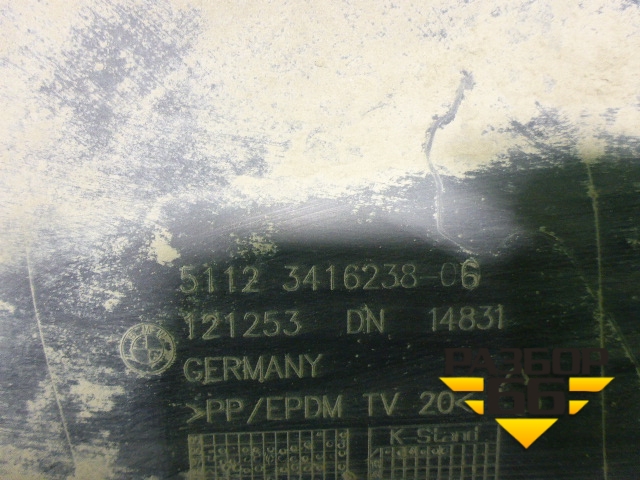 5112 3416238-06
121253 DN 14831
GERMANY
>PP/EPDM TV 20<
K-Stand
РАЗБОР
66